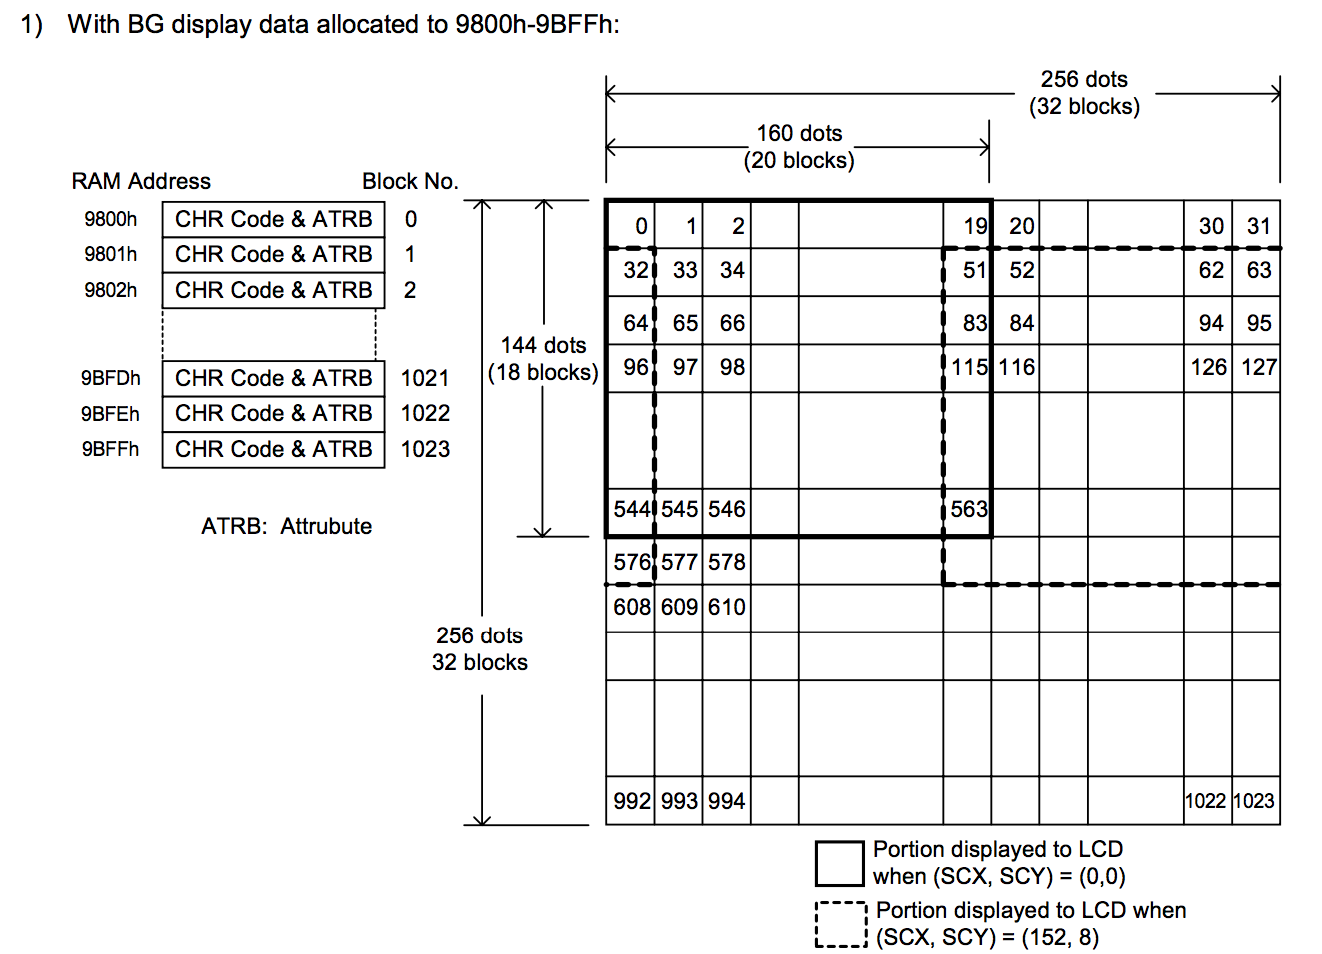 1) With BG display data allocated to 9800h-9BFFh:
256 dots
(32 blocks)
160 dots
(20 blocks)
RAM Address Block No.
9800h CHR Code & ATRB 0
9801h CHR Code & ATRB 1
9802h CHR Code & ATRB 2
9BFDh CHR Code & ATRB 1021
9BFEh CHR Code & ATRB 1022
9BFFh CHR Code & ATRB 1023
ATRB: Attrubute
144 dots
(18 blocks)
256 dots
32 blocks
0 1 2 19 20 30 31
32 33 34 51 52 62 63
64 65 66 83 84 94 95
96 97 98 115 116 126 127
544 545 546 563
576 577 578
608 609 610
992 993 994 1022 1023
Portion displayed to LCD
when (SCX, SCY) = (0,0)
Portion displayed to LCD when
(SCX, SCY) = (152, 8)